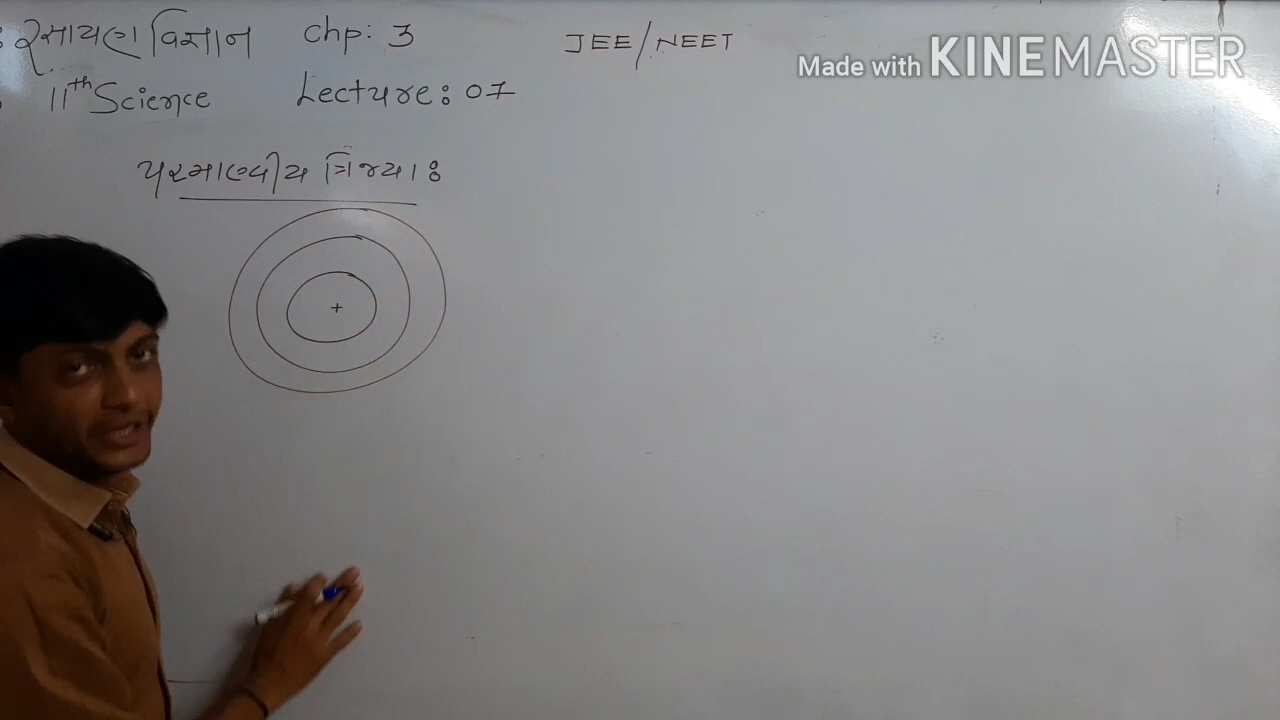 : રસાયણ વિજ્ઞાન chp: 3 JEE/NEET
Made with KINEMASTER
11th Science Lecture: 07
પરમાણ્વીય ત્રિજ્યા:
+